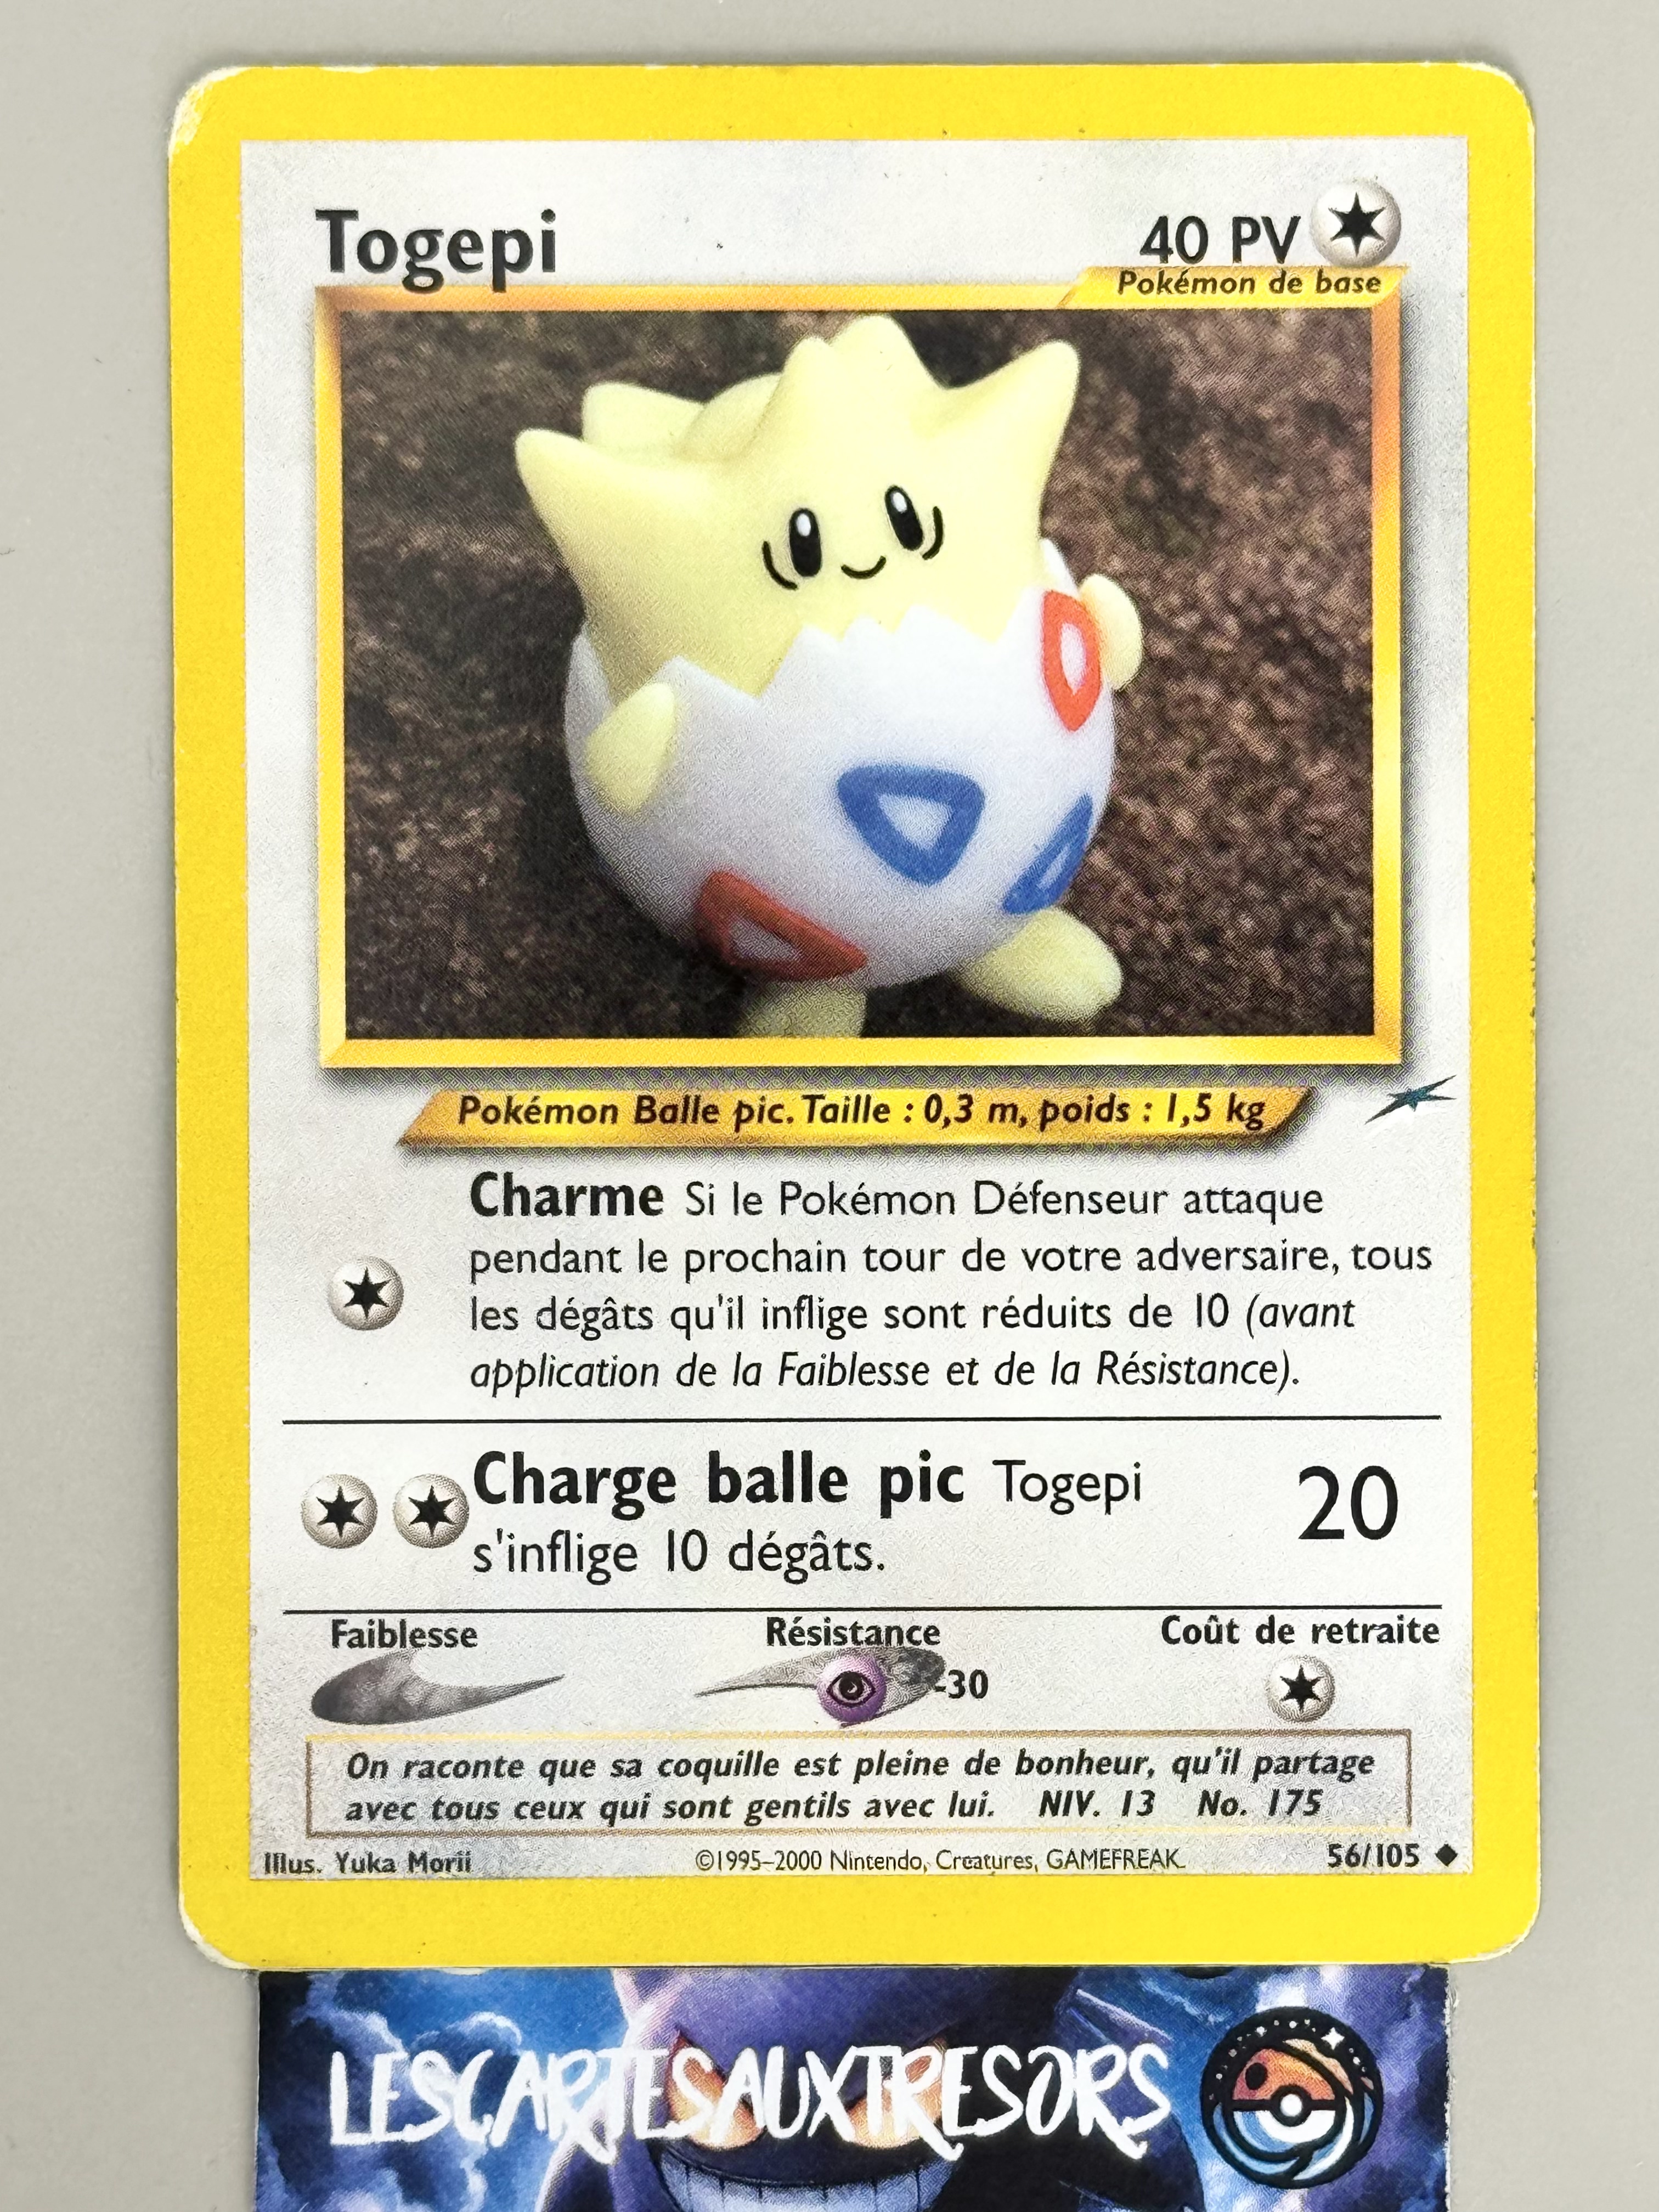 Togepi
40 PV
Pokémon de base
Pokémon Balle pic. Taille : 0,3 m, poids : 1,5 kg
Charme Si le Pokémon Défenseur attaque
pendant le prochain tour de votre adversaire, tous
les dégâts qu'il inflige sont réduits de 10 (avant
application de la Faiblesse et de la Résistance).
Charge balle pic Togepi 20
s'inflige 10 dégâts.
Faiblesse Résistance Coût de retraite
-30
On raconte que sa coquille est pleine de bonheur, qu'il partage
avec tous ceux qui sont gentils avec lui. NIV. 13 No. 175
Illus. Yuka Morii ©1995–2000 Nintendo, Creatures, GAMEFREAK. 56/105
LESCARTESAUXTRESORS